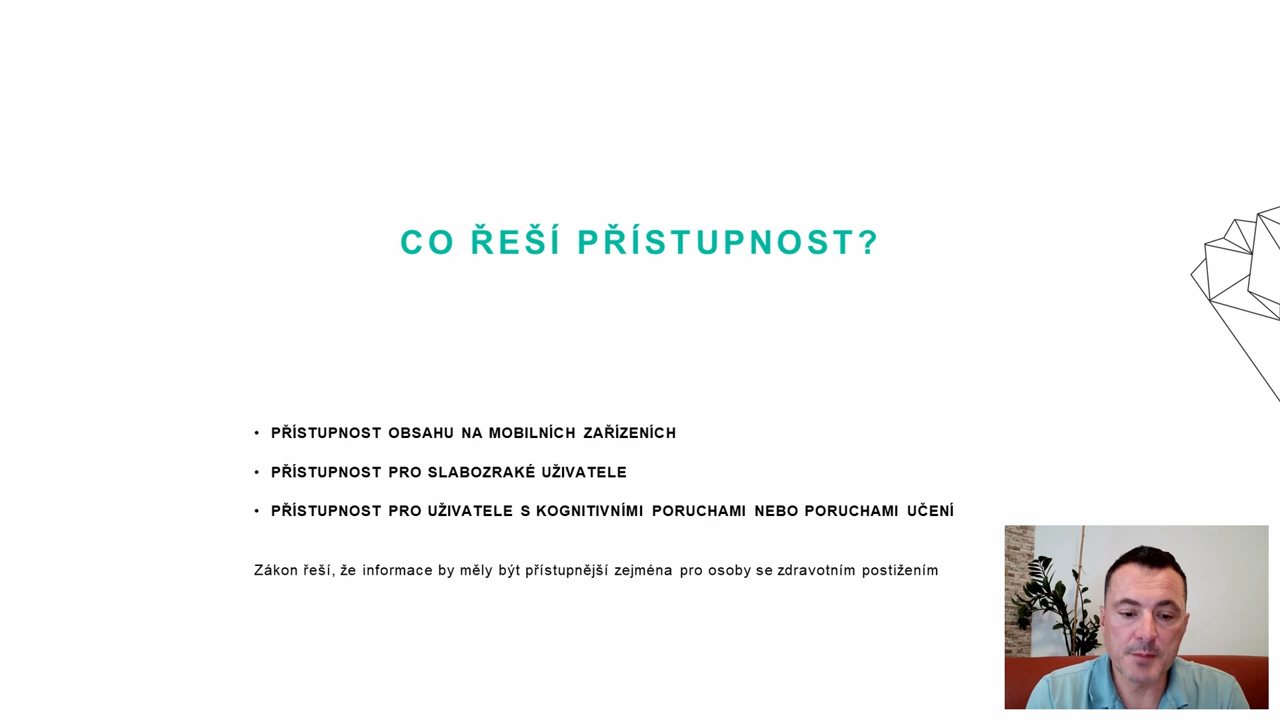 CO ŘEŠÍ PŘÍSTUPNOST?
• PŘÍSTUPNOST OBSAHU NA MOBILNÍCH ZAŘÍZENÍCH
• PŘÍSTUPNOST PRO SLABOZRAKÉ UŽIVATELE
• PŘÍSTUPNOST PRO UŽIVATELE S KOGNITIVNÍMI PORUCHAMI NEBO PORUCHAMI UČENÍ
Zákon řeší, že informace by měly být přístupnější zejména pro osoby se zdravotním postižením